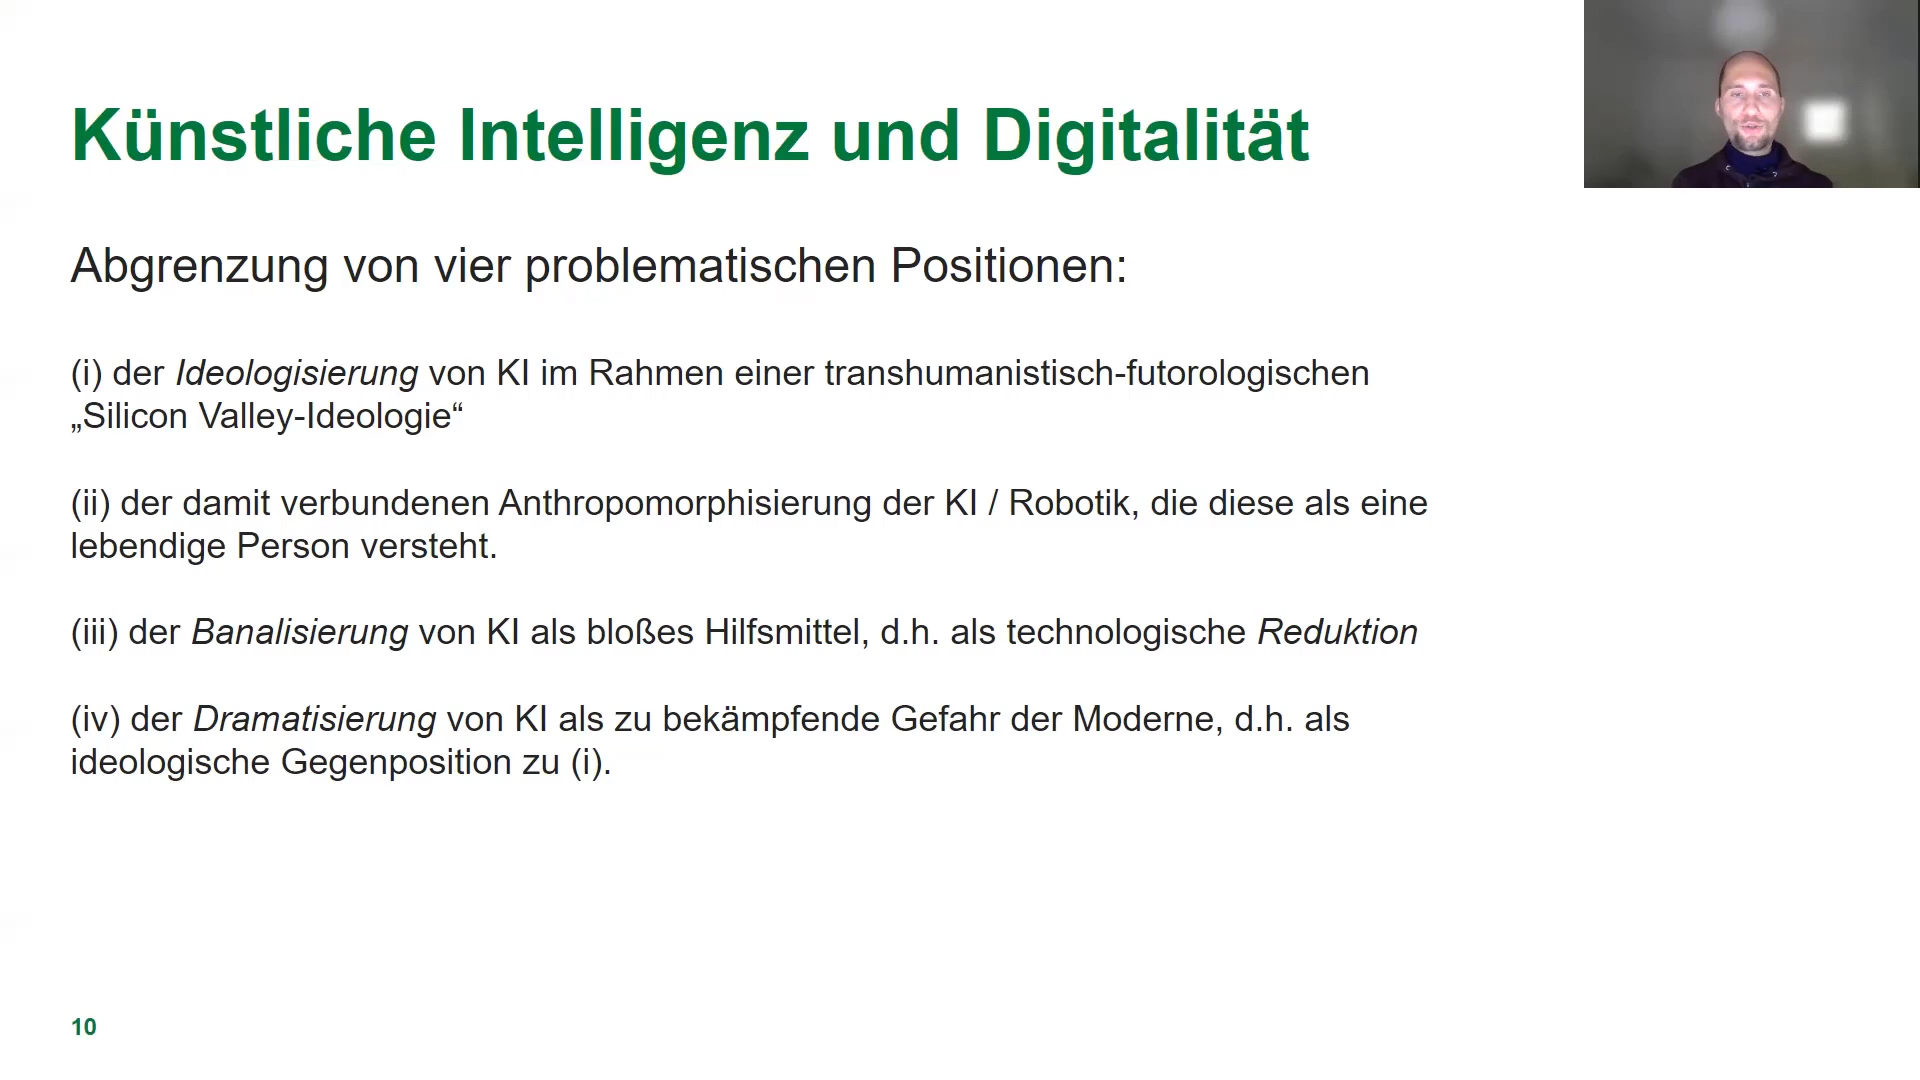 Künstliche Intelligenz und Digitalität
Abgrenzung von vier problematischen Positionen:
(i) der Ideologisierung von KI im Rahmen einer transhumanistisch-futorologischen
„Silicon Valley-Ideologie“
(ii) der damit verbundenen Anthropomorphisierung der KI / Robotik, die diese als eine
lebendige Person versteht.
(iii) der Banalisierung von KI als bloßes Hilfsmittel, d.h. als technologische Reduktion
(iv) der Dramatisierung von KI als zu bekämpfende Gefahr der Moderne, d.h. als
ideologische Gegenposition zu (i).
10